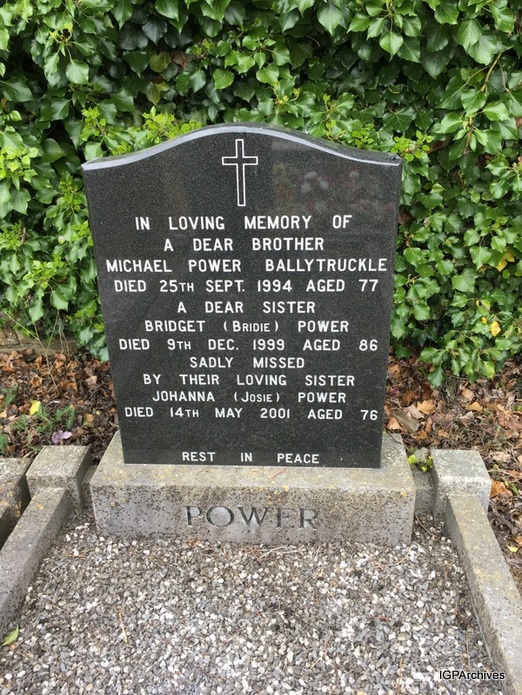 IN LOVING MEMORY OF
A DEAR BROTHER
MICHAEL POWER BALLYTRUCKLE
DIED 25TH SEPT. 1994 AGED 77
A DEAR SISTER
BRIDGET (BRIDIE) POWER
DIED 9TH DEC. 1999 AGED 86
SADLY MISSED
BY THEIR LOVING SISTER
JOHANNA (JOSIE) POWER
DIED 14TH MAY 2001 AGED 76
REST IN PEACE
POWER
IGPArchives